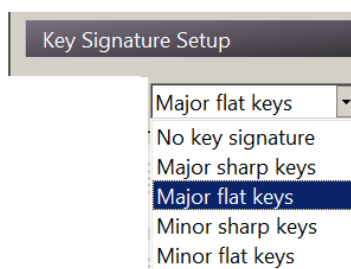 Key Signature Setup
Major flat keys
No key signature
Major sharp keys
Major flat keys
Minor sharp keys
Minor flat keys